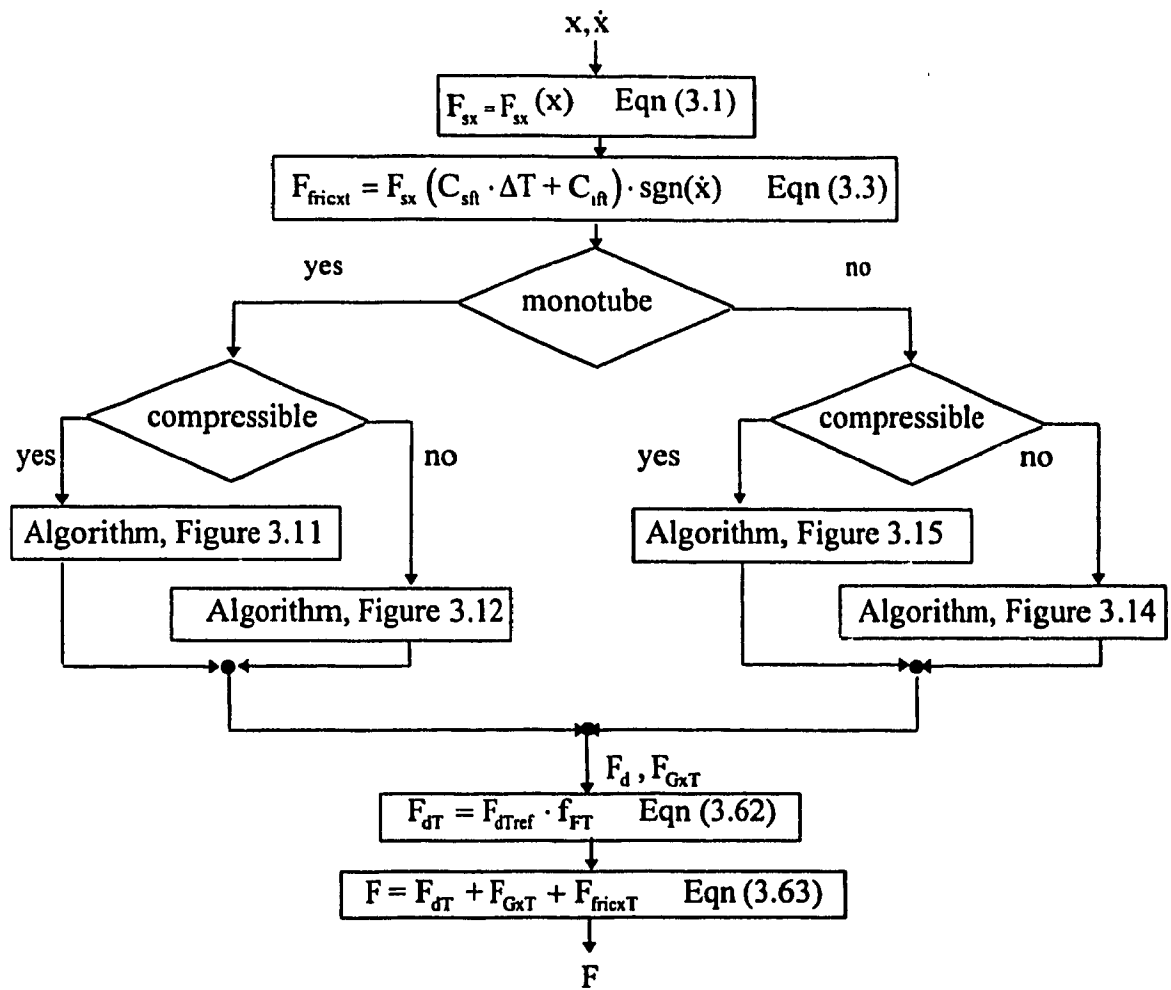 x, ẋ
F_sx = F_sx (x) Eqn (3.1)
F_fricxt = F_sx (C_sft · ΔT + C_ift) · sgn(ẋ) Eqn (3.3)
yes
no
monotube
compressible
compressible
yes
no
yes
no
Algorithm, Figure 3.11
Algorithm, Figure 3.15
Algorithm, Figure 3.12
Algorithm, Figure 3.14
F_d , F_GxT
F_dT = F_dTref · f_FT Eqn (3.62)
F = F_dT + F_GxT + F_fricxT Eqn (3.63)
F